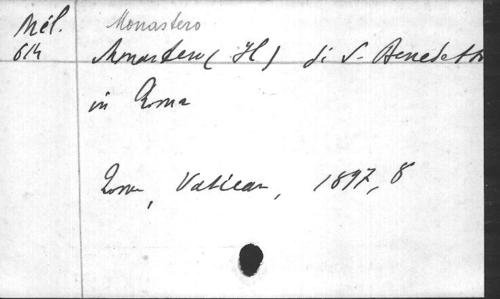 Mél.
614
Monastero
Monastero (Il) di S. Benedetto
in Roma
Roma, Vatican, 1897, 8